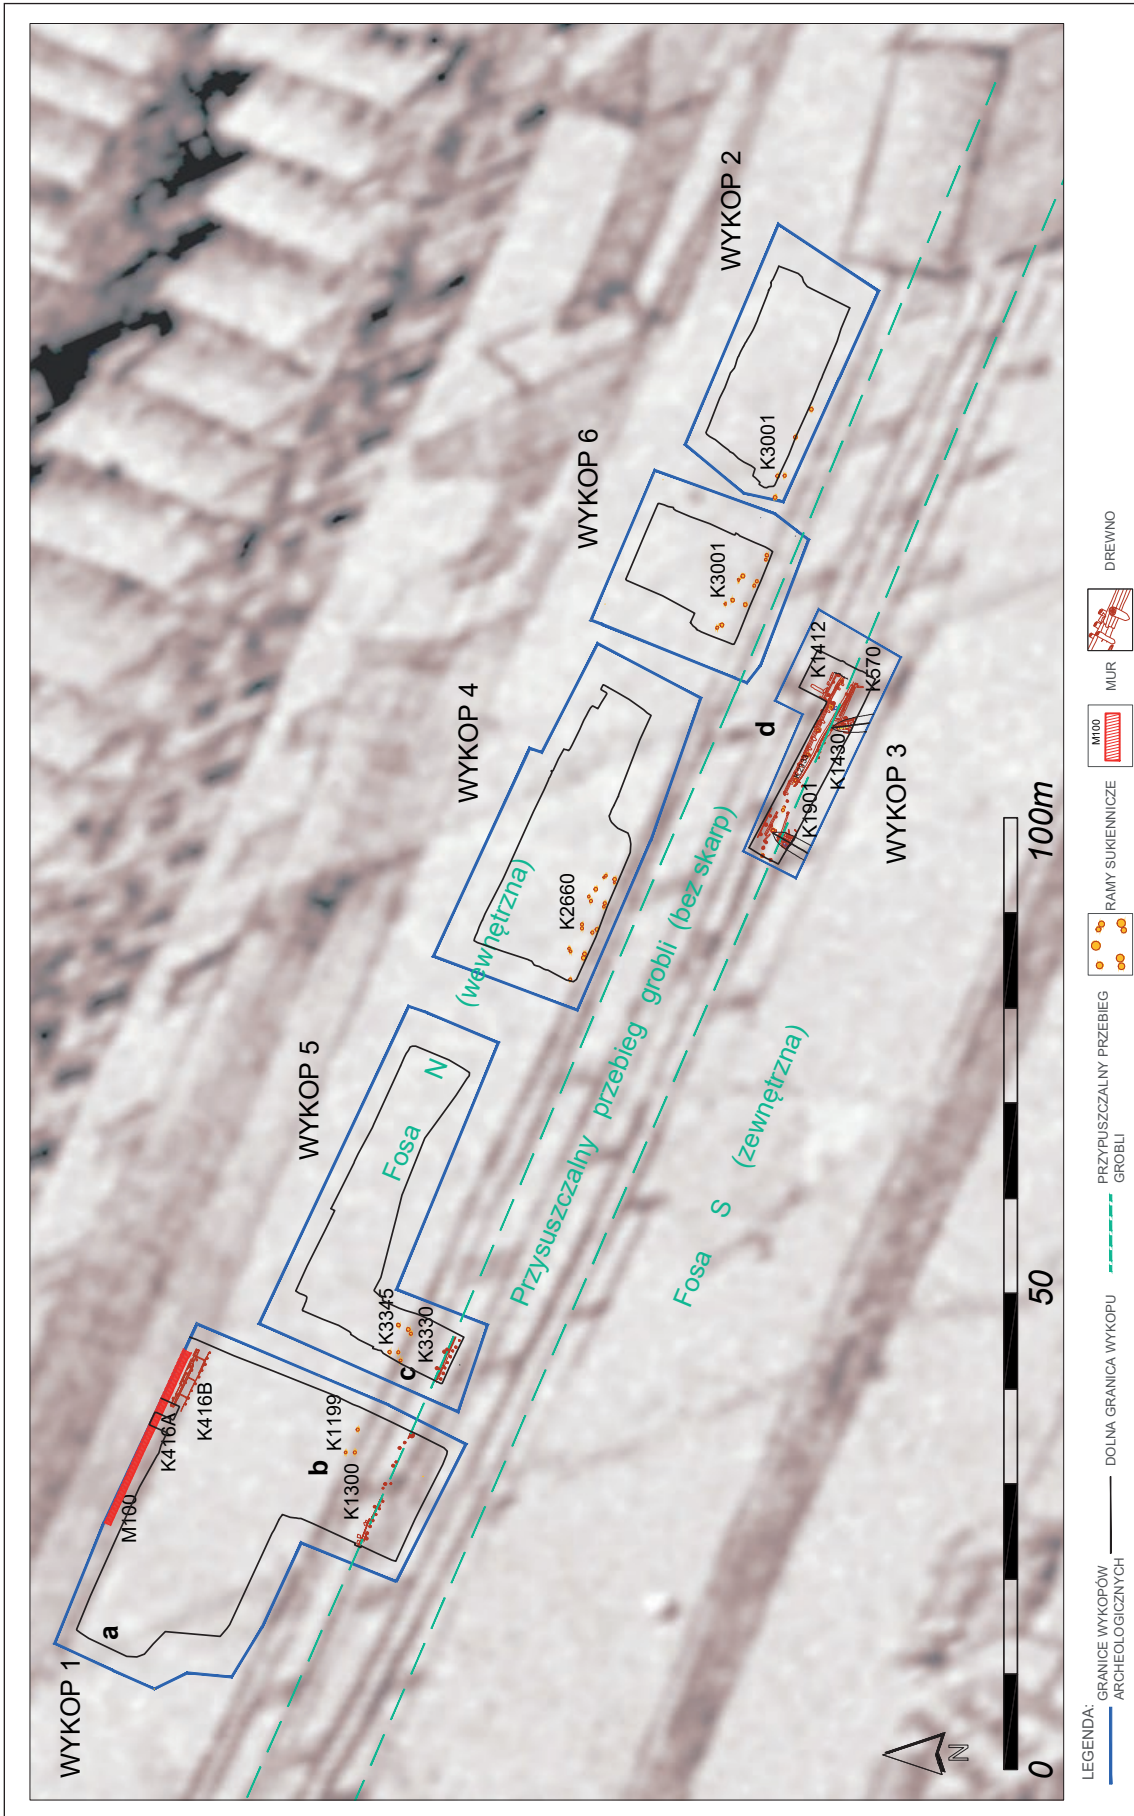 WYKOP 1
WYKOP 5
WYKOP 4
WYKOP 6
WYKOP 2
WYKOP 3
a
b
c
d
M100
K416A
K416B
K1300
K1199
K3345
K3330
K2660
K3001
K3001
K1901
K1430
K1412
K570
Fosa N (wewnętrzna)
Przysuszczalny przebieg grobli (bez skarp)
Fosa S (zewnętrzna)
N
0
50
100m
LEGENDA:
GRANICE WYKOPÓW
ARCHEOLOGICZNYCH
DOLNA GRANICA WYKOPU
PRZYPUSZCZALNY PRZEBIEG
GROBLI
RAMY SUKIENNICZE
M100
MUR
DREWNO